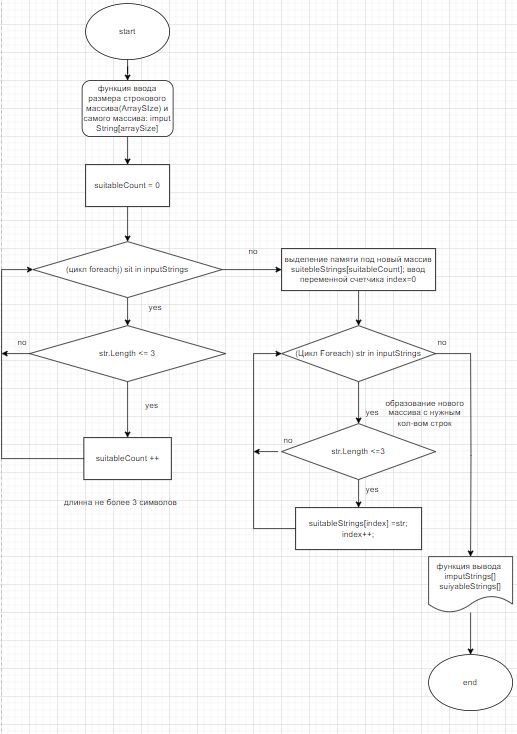 start
функция ввода
размера строкового
массива(ArraySIze) и
самого массива: imput
String[arraySize]
suitableCount = 0
(цикл foreachj) sit in inputStrings
no
yes
выделение памяти под новый массив
suitebleStrings[suitableCount]; ввод
переменной счетчика index=0
no
str.Length <= 3
yes
suitableCount ++
длинна не более 3 символов
(Цикл Foreach) str in inputStrings
no
образование нового
массива с нужным
кол-вом строк
yes
no
str.Length <=3
yes
suitableStrings[index] =str;
index++;
функция вывода
imputStrings[]
suiyableStrings[]
end